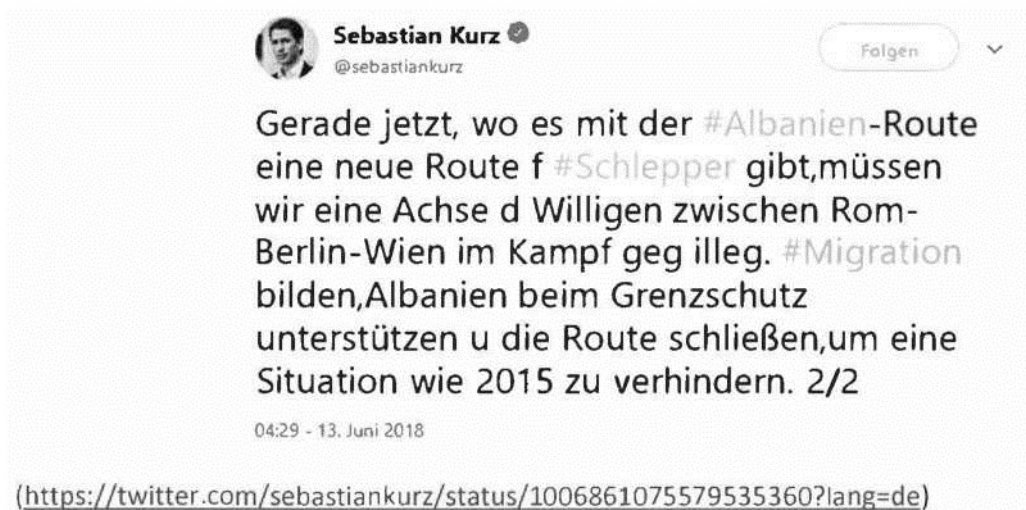 Sebastian Kurz
@sebastiankurz
Folgen
Gerade jetzt, wo es mit der #Albanien-Route
eine neue Route f #Schlepper gibt,müssen
wir eine Achse d Willigen zwischen Rom-
Berlin-Wien im Kampf geg illeg. #Migration
bilden,Albanien beim Grenzschutz
unterstützen u die Route schließen,um eine
Situation wie 2015 zu verhindern. 2/2
04:29 - 13. Juni 2018
(https://twitter.com/sebastiankurz/status/1006861075579535360?lang=de)